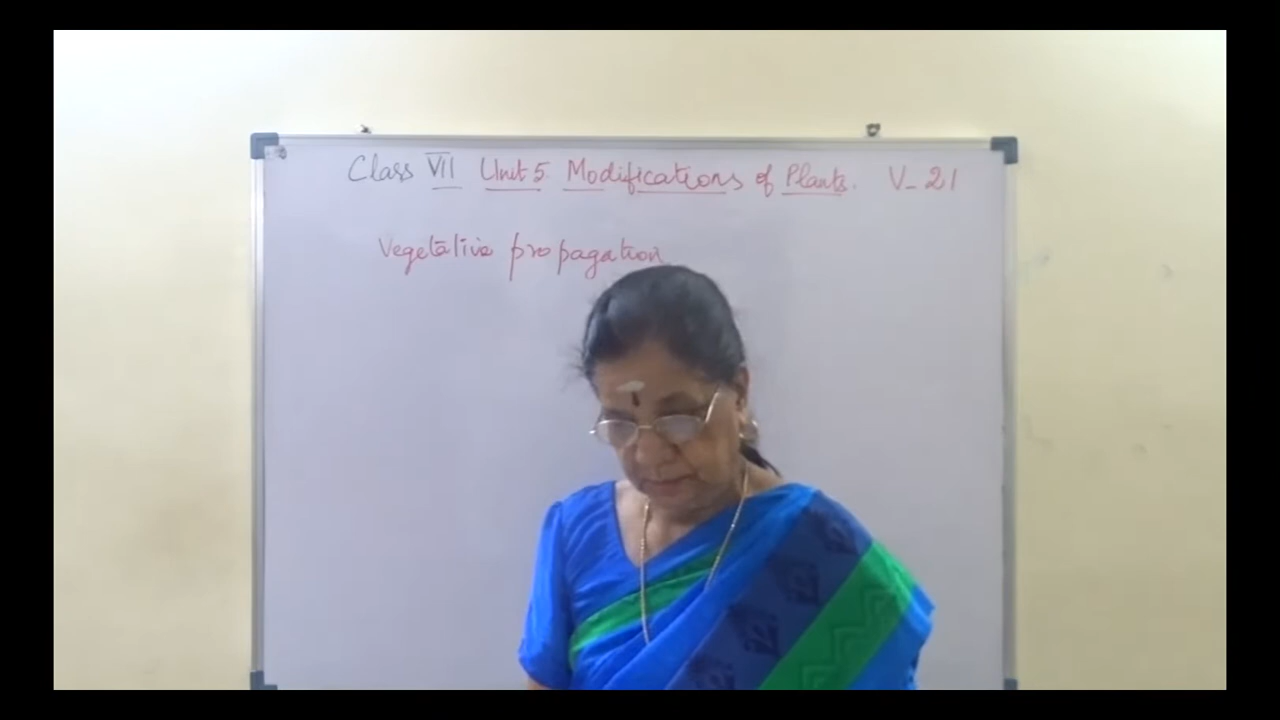 Class VII Unit 5. Modifications of Plants. V-21
Vegetative propagation